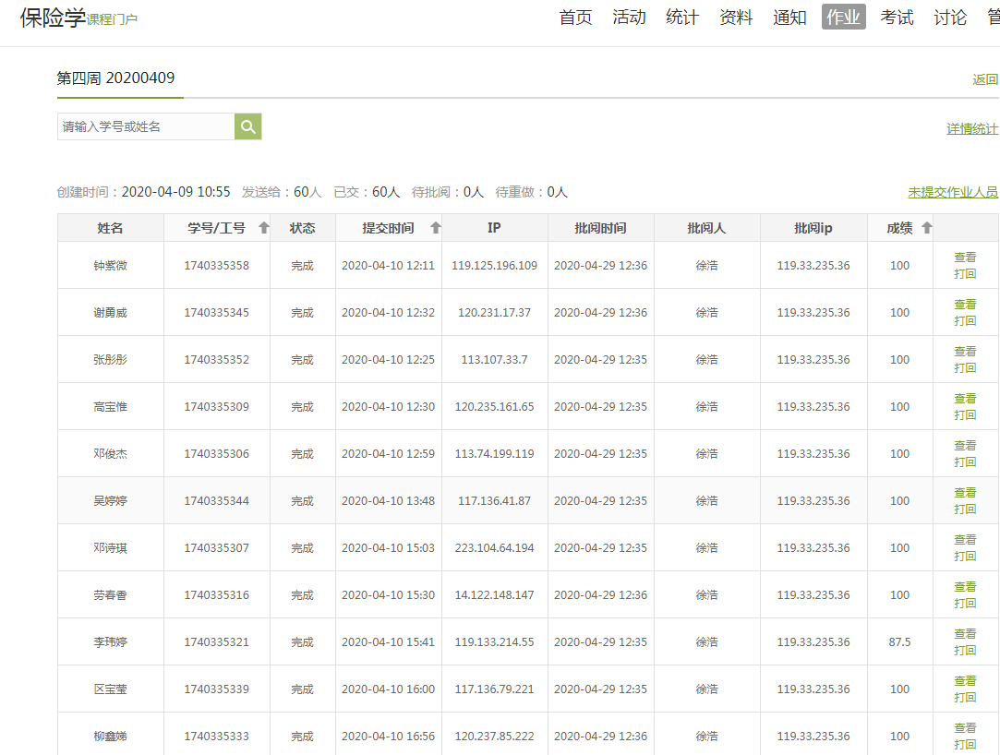 保险学课程门户 首页 活动 统计 资料 通知 作业 考试 讨论
第四周 20200409 返回
请输入学号或姓名
详情统计
创建时间：2020-04-09 10:55 发送给：60人 已交：60人 待批阅：0人 待重做：0人 未提交作业人员
姓名 学号/工号 状态 提交时间 IP 批阅时间 批阅人 批阅ip 成绩
钟紫微 1740335358 完成 2020-04-10 12:11 119.125.196.109 2020-04-29 12:36 徐浩 119.33.235.36 100 查看
打回
谢勇威 1740335345 完成 2020-04-10 12:32 120.231.17.37 2020-04-29 12:36 徐浩 119.33.235.36 100 查看
打回
张彤彤 1740335352 完成 2020-04-10 12:25 113.107.33.7 2020-04-29 12:35 徐浩 119.33.235.36 100 查看
打回
高宝惟 1740335309 完成 2020-04-10 12:30 120.235.161.65 2020-04-29 12:35 徐浩 119.33.235.36 100 查看
打回
邓俊杰 1740335306 完成 2020-04-10 12:59 113.74.199.119 2020-04-29 12:35 徐浩 119.33.235.36 100 查看
打回
吴婷婷 1740335344 完成 2020-04-10 13:48 117.136.41.87 2020-04-29 12:35 徐浩 119.33.235.36 100 查看
打回
邓诗琪 1740335307 完成 2020-04-10 15:03 223.104.64.194 2020-04-29 12:35 徐浩 119.33.235.36 100 查看
打回
劳春香 1740335316 完成 2020-04-10 15:30 14.122.148.147 2020-04-29 12:36 徐浩 119.33.235.36 100 查看
打回
李玮婷 1740335321 完成 2020-04-10 15:41 119.133.214.55 2020-04-29 12:35 徐浩 119.33.235.36 87.5 查看
打回
区宝莹 1740335339 完成 2020-04-10 16:00 117.136.79.221 2020-04-29 12:35 徐浩 119.33.235.36 100 查看
打回
柳鑫娣 1740335333 完成 2020-04-10 16:56 120.237.85.222 2020-04-29 12:36 徐浩 119.33.235.36 100 查看
打回